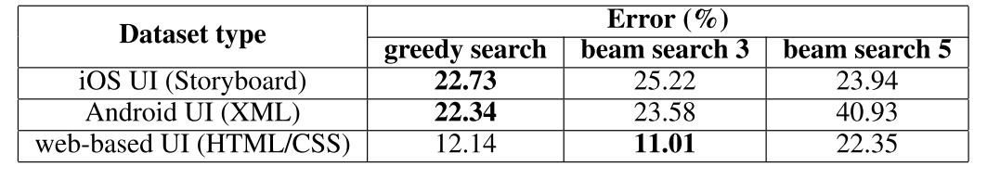 Dataset type Error (%)
greedy search beam search 3 beam search 5
iOS UI (Storyboard) 22.73 25.22 23.94
Android UI (XML) 22.34 23.58 40.93
web-based UI (HTML/CSS) 12.14 11.01 22.35